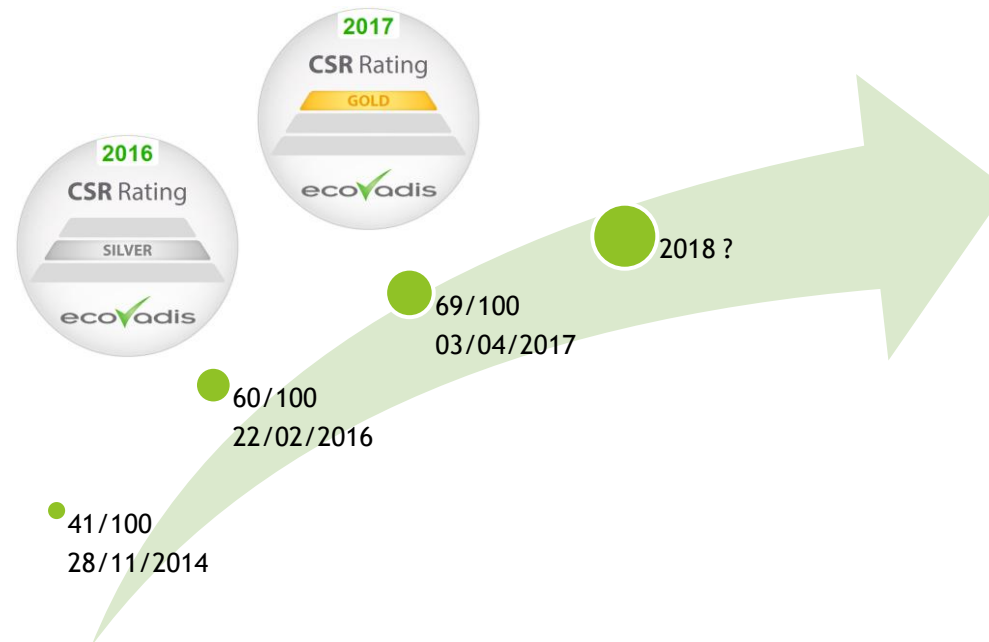 2017
CSR Rating
GOLD
ecovadis
2016
CSR Rating
SILVER
ecovadis
2018 ?
69/100
03/04/2017
60/100
22/02/2016
41/100
28/11/2014